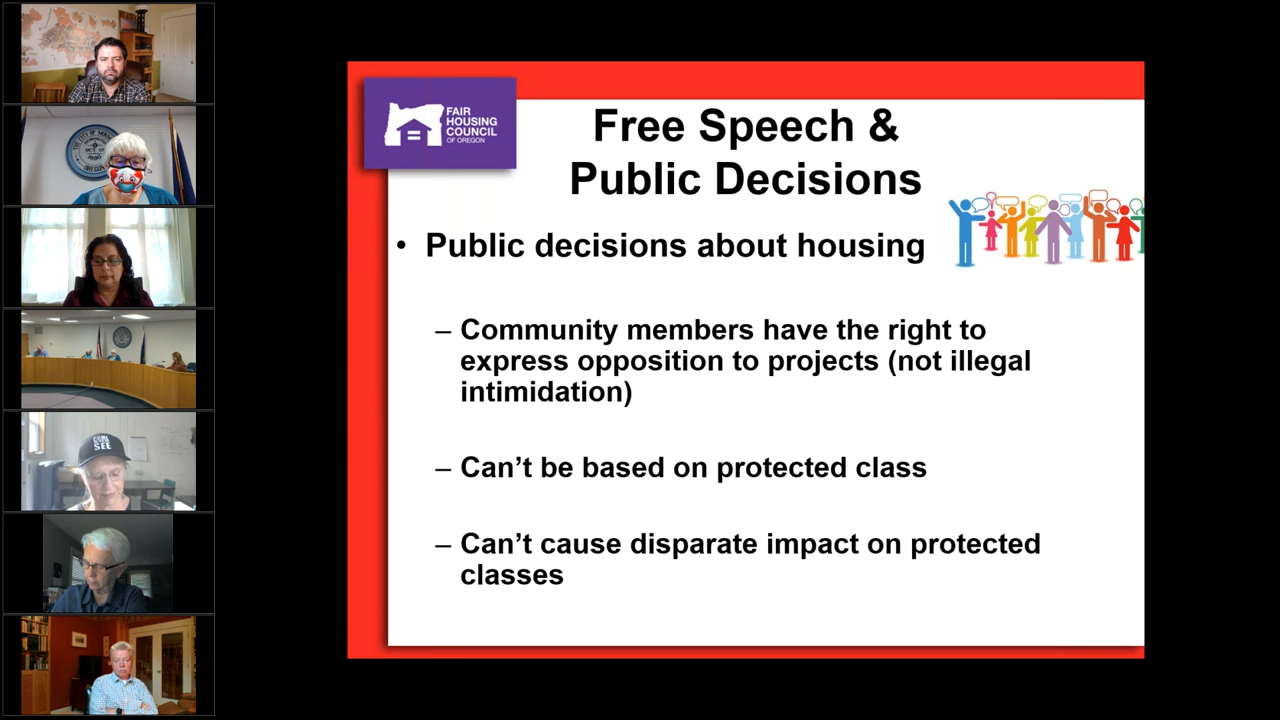 FAIR
HOUSING
COUNCIL
OF OREGON
Free Speech &
Public Decisions
• Public decisions about housing
– Community members have the right to
express opposition to projects (not illegal
intimidation)
– Can’t be based on protected class
– Can’t cause disparate impact on protected
classes
SEE